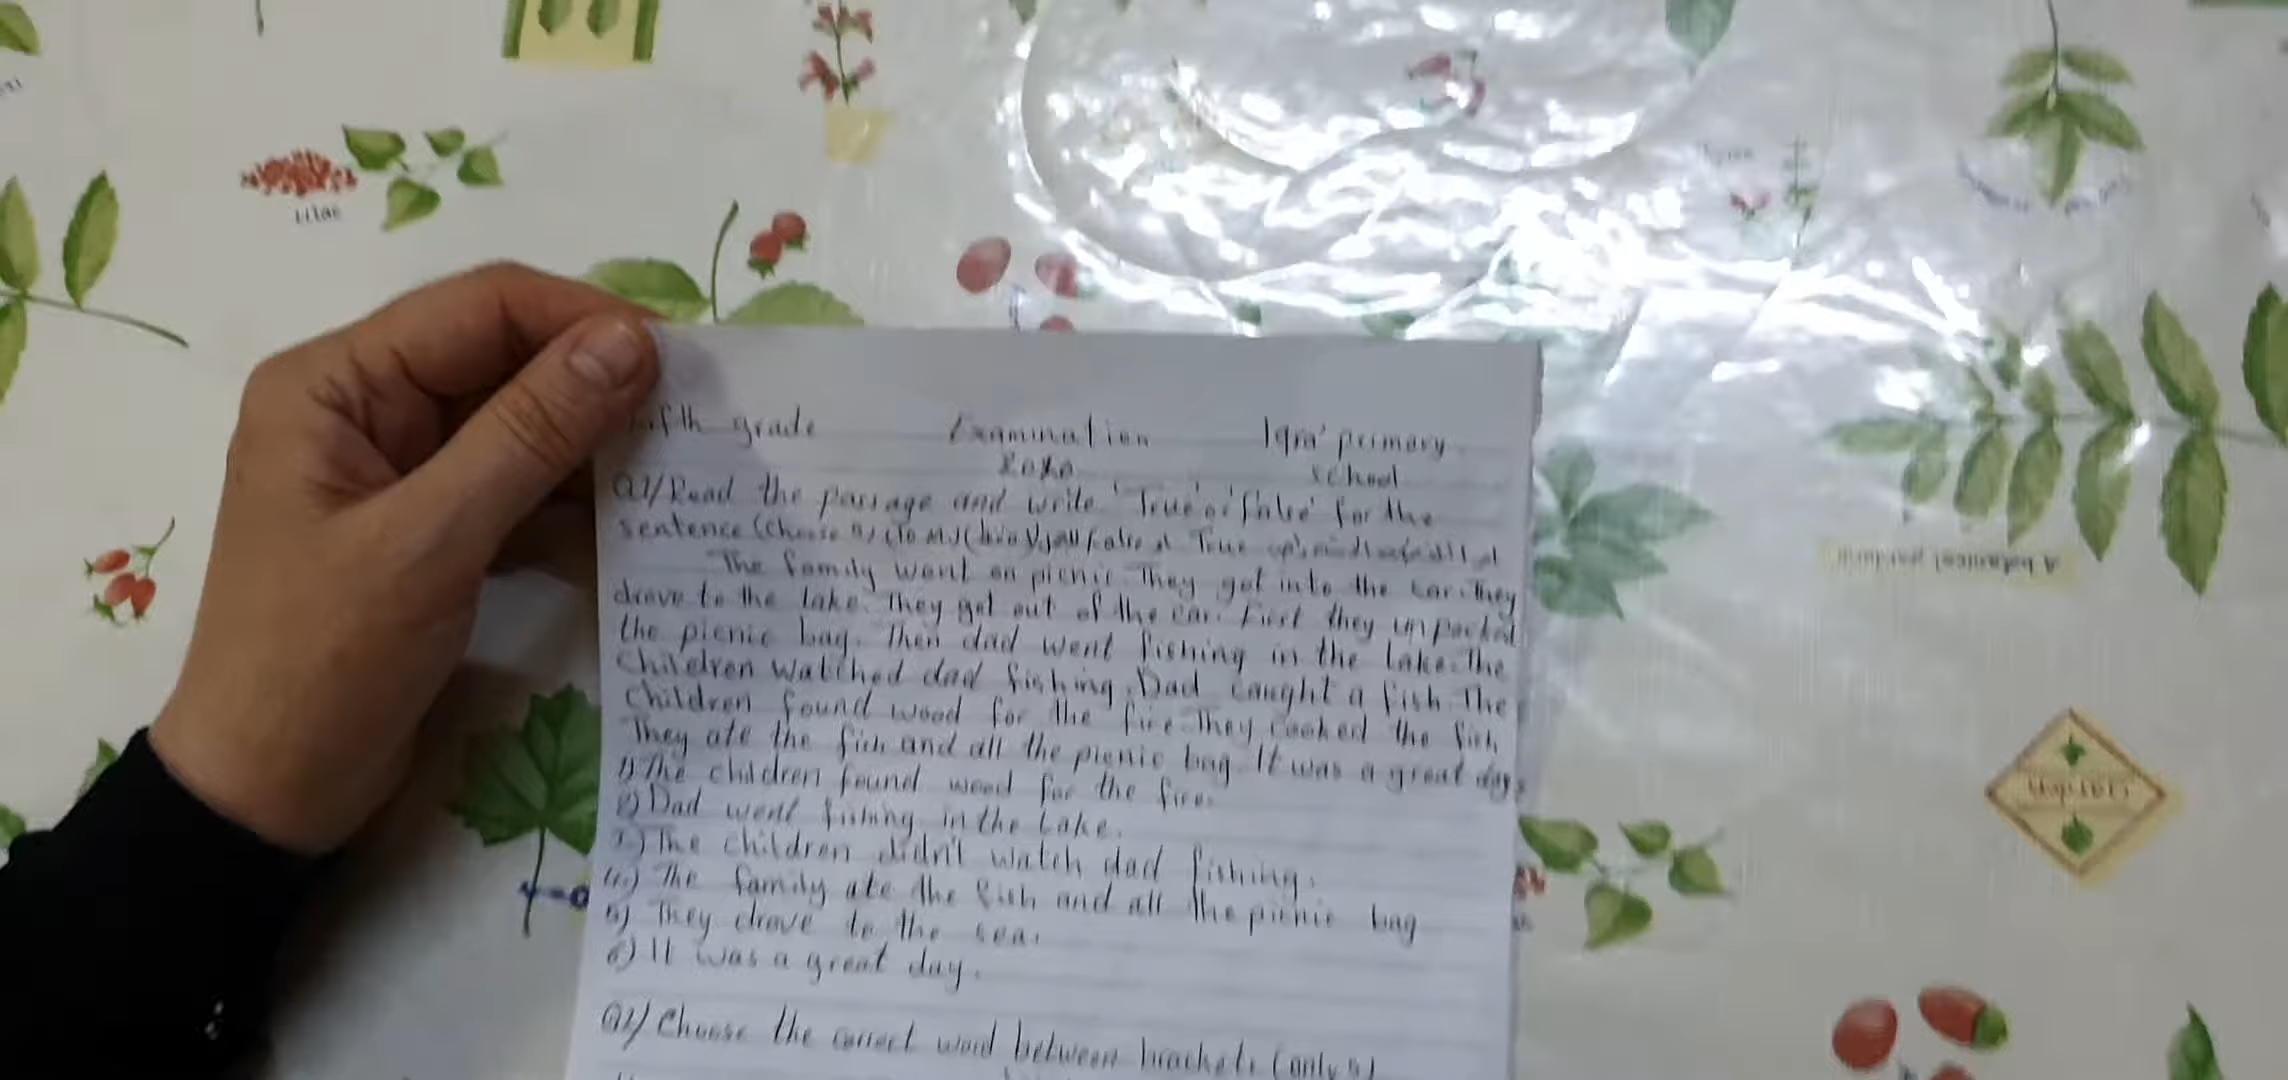 Lilac
fifth grade Examination Iqra' primary
2020 school
Q1/Read the passage and write 'True' or 'false' for the
sentence (Choose 5) (10 M)
The family went on picnic. They got into the car. They
drove to the lake. They got out of the car. First they unpacked
the picnic bag. Then dad went fishing in the lake. The
children watched dad fishing. Dad caught a fish. The
children found wood for the fire. They cooked the fish
They ate the fish and all the picnic bag. It was a great day.
1) The children found wood for the fire.
2) Dad went fishing in the lake.
3) The children didn't watch dad fishing.
4) The family ate the fish and all the picnic bag
5) They drove to the sea.
6) It was a great day.
Q2/ Choose the correct word between brackets (only 5)
A botanical garden
Garden